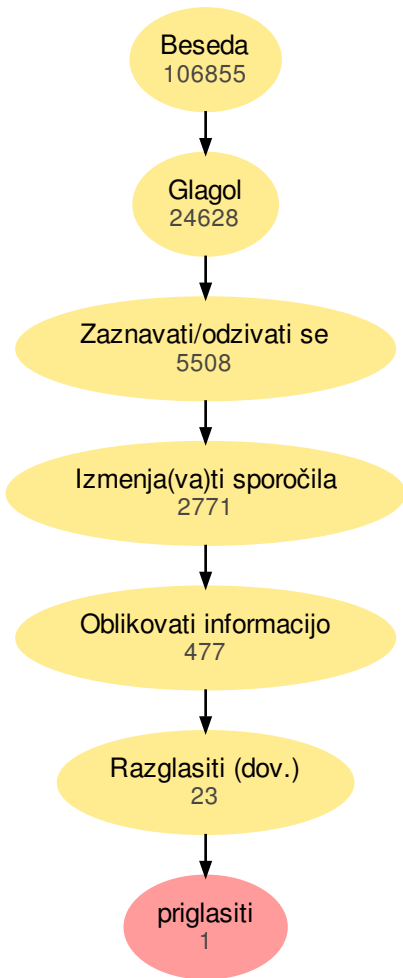 Beseda
106855
Glagol
24628
Zaznavati/odzivati se
5508
Izmenja(va)ti sporočila
2771
Oblikovati informacijo
477
Razglasiti (dov.)
23
priglasiti
1